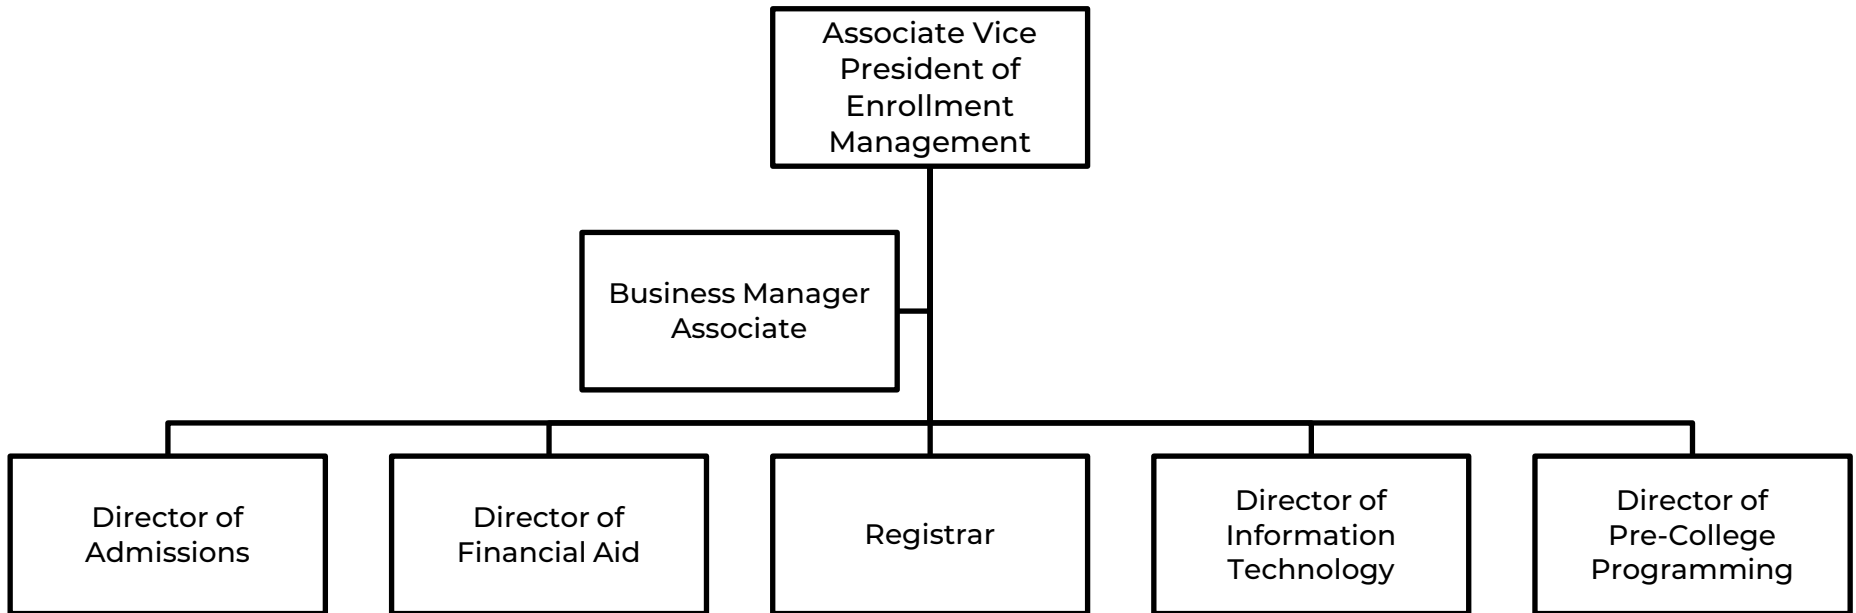 Associate Vice
President of
Enrollment
Management
Business Manager
Associate
Director of
Admissions
Director of
Financial Aid
Registrar
Director of
Information
Technology
Director of
Pre-College
Programming